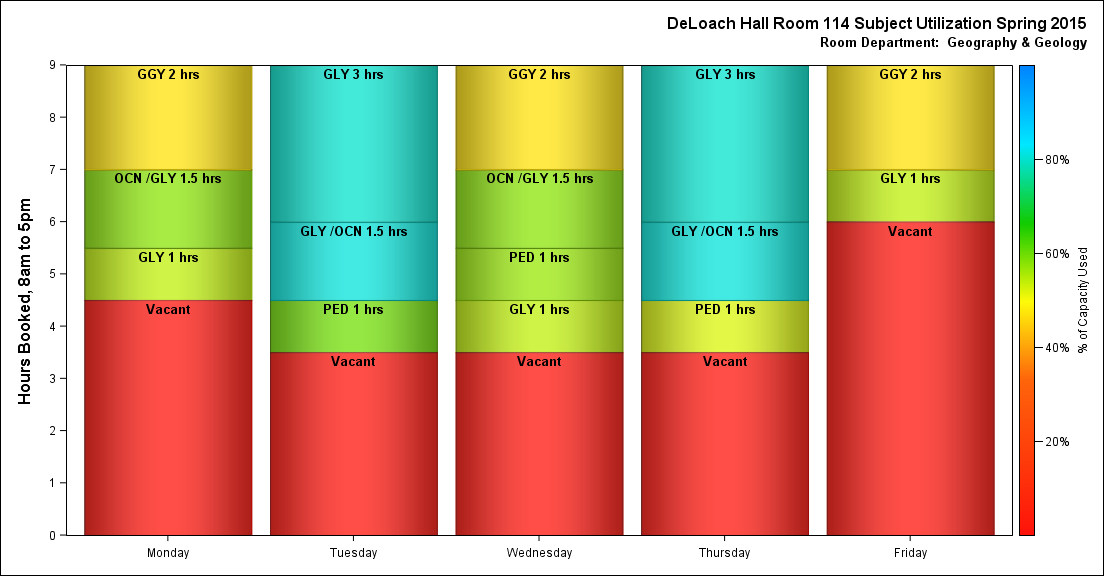 DeLoach Hall Room 114 Subject Utilization Spring 2015
Room Department:  Geography & Geology
Hours Booked, 8am to 5pm
9
8
7
6
5
4
3
2
1
0
GGY 2 hrs
OCN /GLY 1.5 hrs
GLY 1 hrs
Vacant
GLY 3 hrs
GLY /OCN 1.5 hrs
PED 1 hrs
Vacant
GGY 2 hrs
OCN /GLY 1.5 hrs
PED 1 hrs
GLY 1 hrs
Vacant
GLY 3 hrs
GLY /OCN 1.5 hrs
PED 1 hrs
Vacant
GGY 2 hrs
GLY 1 hrs
Vacant
Monday
Tuesday
Wednesday
Thursday
Friday
80%
60%
40%
20%
% of Capacity Used